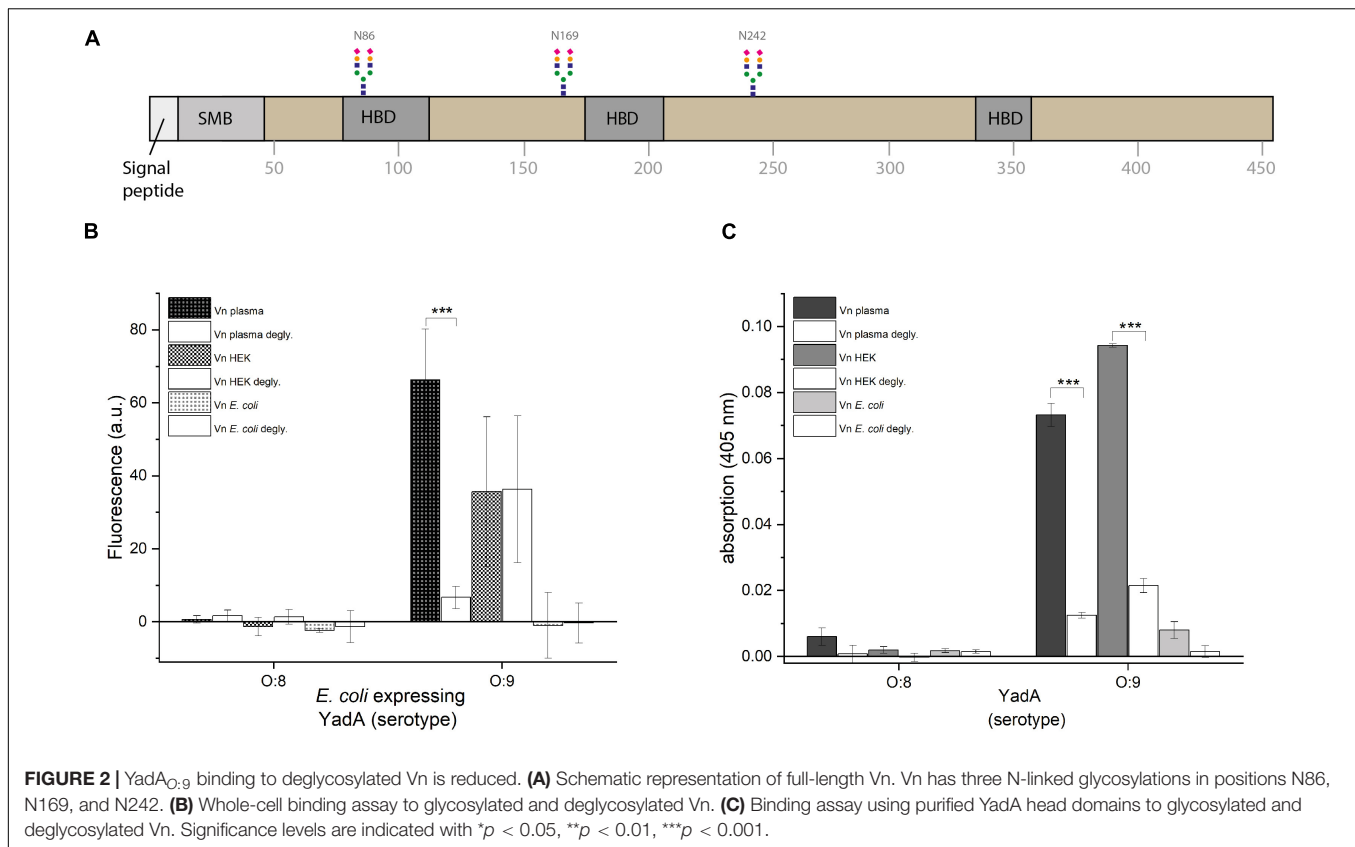 A
N86
N169
N242
SMB
HBD
HBD
HBD
Signal
peptide
50
100
150
200
250
300
350
400
450
B
Vn plasma
Vn plasma degly.
Vn HEK
Vn HEK degly.
Vn E. coli
Vn E. coli degly.
***
80
60
40
20
0
Fluorescence (a.u.)
O:8
O:9
E. coli expressing
YadA (serotype)
C
Vn plasma
Vn plasma degly.
Vn HEK
Vn HEK degly.
Vn E. coli
Vn E. coli degly.
***
***
0.10
0.08
0.06
0.04
0.02
0.00
absorption (405 nm)
O:8
O:9
YadA
(serotype)
FIGURE 2 | YadAO:9 binding to deglycosylated Vn is reduced. (A) Schematic representation of full-length Vn. Vn has three N-linked glycosylations in positions N86,
N169, and N242. (B) Whole-cell binding assay to glycosylated and deglycosylated Vn. (C) Binding assay using purified YadA head domains to glycosylated and
deglycosylated Vn. Significance levels are indicated with *p < 0.05, **p < 0.01, ***p < 0.001.